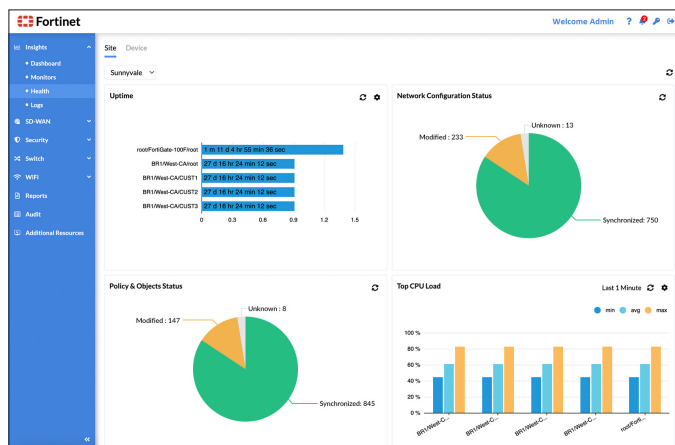 Fortinet
Welcome Admin
?
Insights
Dashboard
Monitors
Health
Logs
SD-WAN
Security
Switch
WiFi
Reports
Audit
Additional Resources
Site Device
Sunnyvale
Uptime
root/FortiGate-100F/root 1 m 11 d 4 hr 55 min 36 sec
BR1/West-CA/root 27 d 16 hr 24 min 12 sec
BR1/West-CA/CUST1 27 d 16 hr 24 min 12 sec
BR1/West-CA/CUST2 27 d 16 hr 24 min 12 sec
BR1/West-CA/CUST3 27 d 16 hr 24 min 12 sec
0 0.3 0.6 0.9 1.2 1.5
Network Configuration Status
Unknown : 13
Modified : 233
Synchronized: 750
Policy & Objects Status
Unknown : 8
Modified : 147
Synchronized: 845
Top CPU Load
Last 1 Minute
min avg max
100 %
80 %
60 %
40 %
20 %
0 %
BR1/West-C... BR1/West-C... BR1/West-C... BR1/West-C... root/Forti...